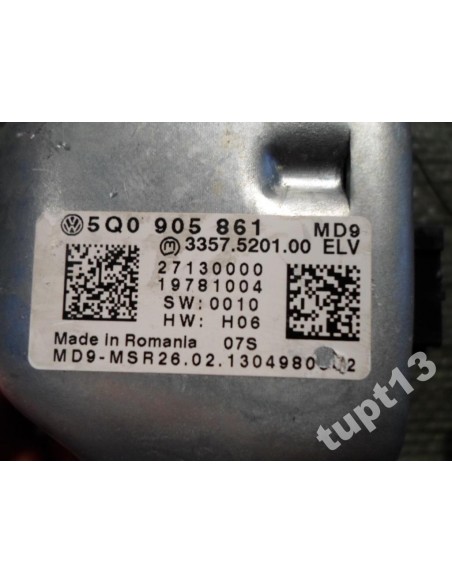 5Q0 905 861 MD9
3357.5201.00 ELV
27130000
19781004
SW:0010
HW: H06
Made in Romania 07S
tupt13